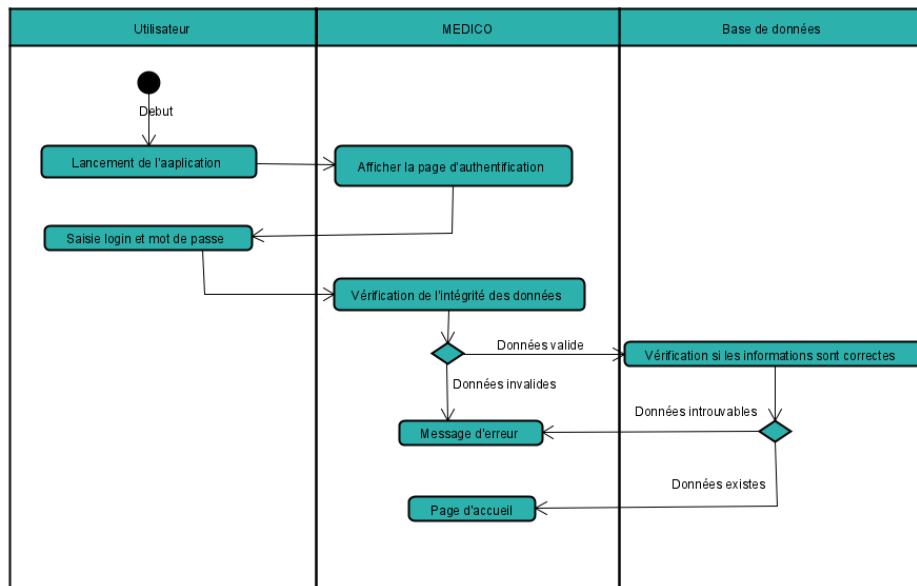 Utilisateur
MEDICO
Base de données
Debut
Lancement de l'aaplication
Afficher la page d'authentification
Saisie login et mot de passe
Vérification de l'intégrité des données
Données valide
Vérification si les informations sont correctes
Données invalides
Données introuvables
Message d'erreur
Données existes
Page d'accueil